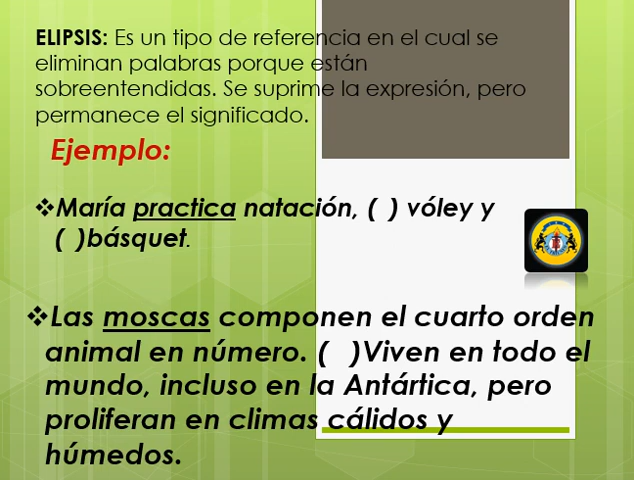 ELIPSIS: Es un tipo de referencia en el cual se
eliminan palabras porque están
sobreentendidas. Se suprime la expresión, pero
permanece el significado.
Ejemplo:
❖María practica natación, ( ) vóley y
( )básquet.
❖Las moscas componen el cuarto orden
animal en número. ( )Viven en todo el
mundo, incluso en la Antártica, pero
proliferan en climas cálidos y
húmedos.